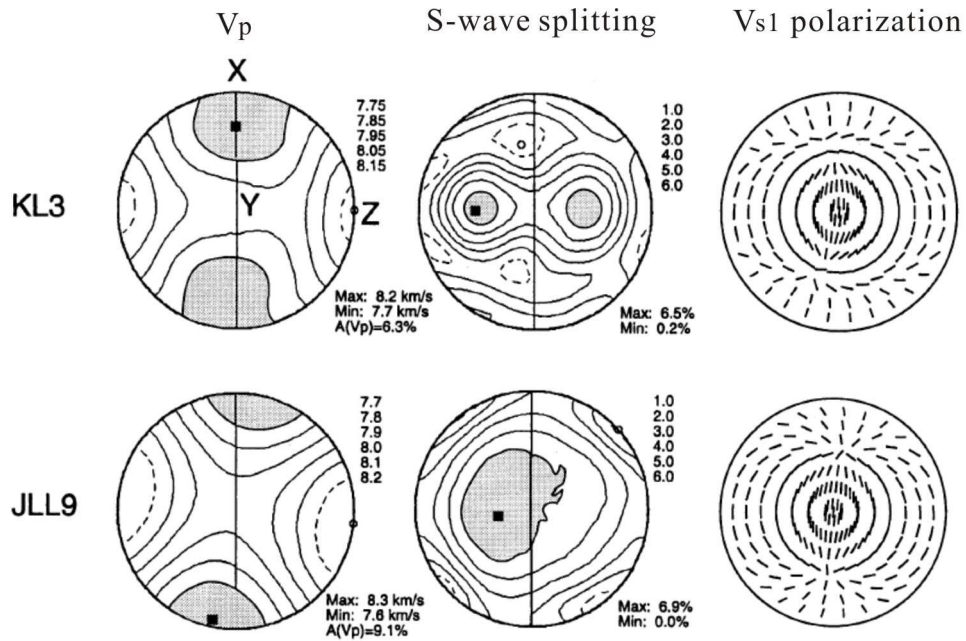 Vp
S-wave splitting
Vs1 polarization
KL3
X
Y
Z
7.75
7.85
7.95
8.05
8.15
Max: 8.2 km/s
Min: 7.7 km/s
A(Vp)=6.3%
1.0
2.0
3.0
4.0
5.0
6.0
Max: 6.5%
Min: 0.2%
JLL9
7.7
7.8
7.9
8.0
8.1
8.2
Max: 8.3 km/s
Min: 7.6 km/s
A(Vp)=9.1%
1.0
2.0
3.0
4.0
5.0
6.0
Max: 6.9%
Min: 0.0%